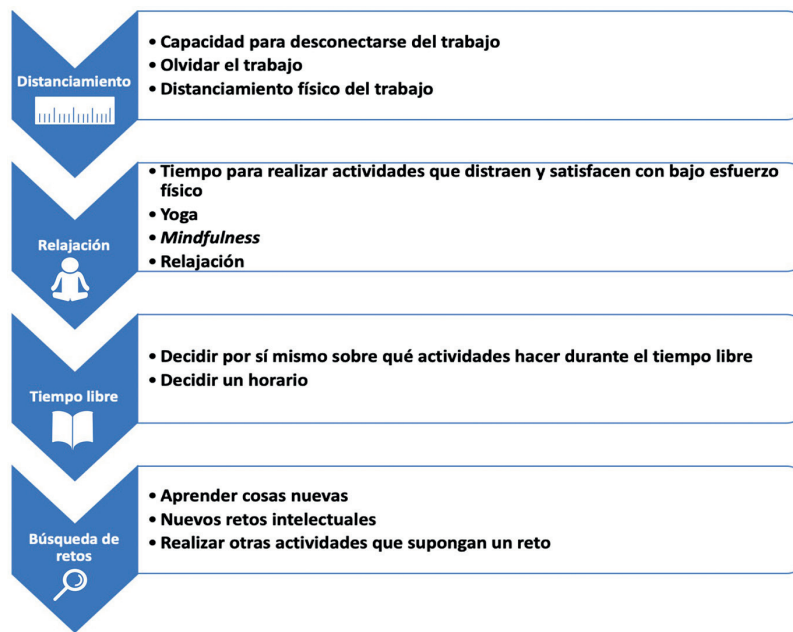 Distanciamiento
• Capacidad para desconectarse del trabajo
• Olvidar el trabajo
• Distanciamiento físico del trabajo
Relajación
• Tiempo para realizar actividades que distraen y satisfacen con bajo esfuerzo
físico
• Yoga
• Mindfulness
• Relajación
Tiempo libre
• Decidir por sí mismo sobre qué actividades hacer durante el tiempo libre
• Decidir un horario
Búsqueda de
retos
• Aprender cosas nuevas
• Nuevos retos intelectuales
• Realizar otras actividades que supongan un reto